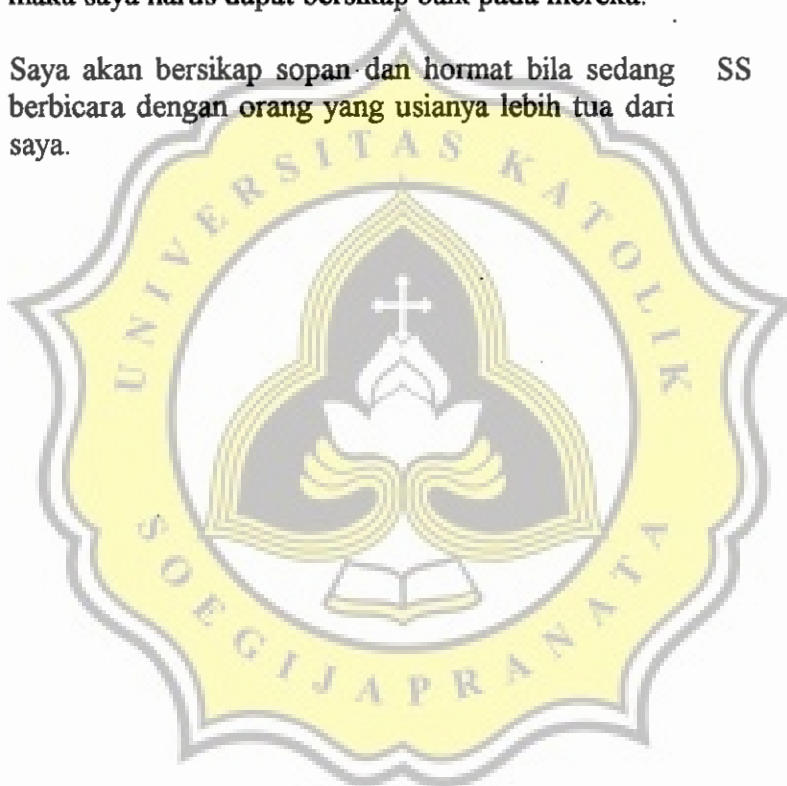 maka saya harus dapat bersikap baik pada mereka.
Saya akan bersikap sopan dan hormat bila sedang SS
berbicara dengan orang yang usianya lebih tua dari
saya.
UNIVERSITAS KATOLIK
SOEGIJAPRANATA